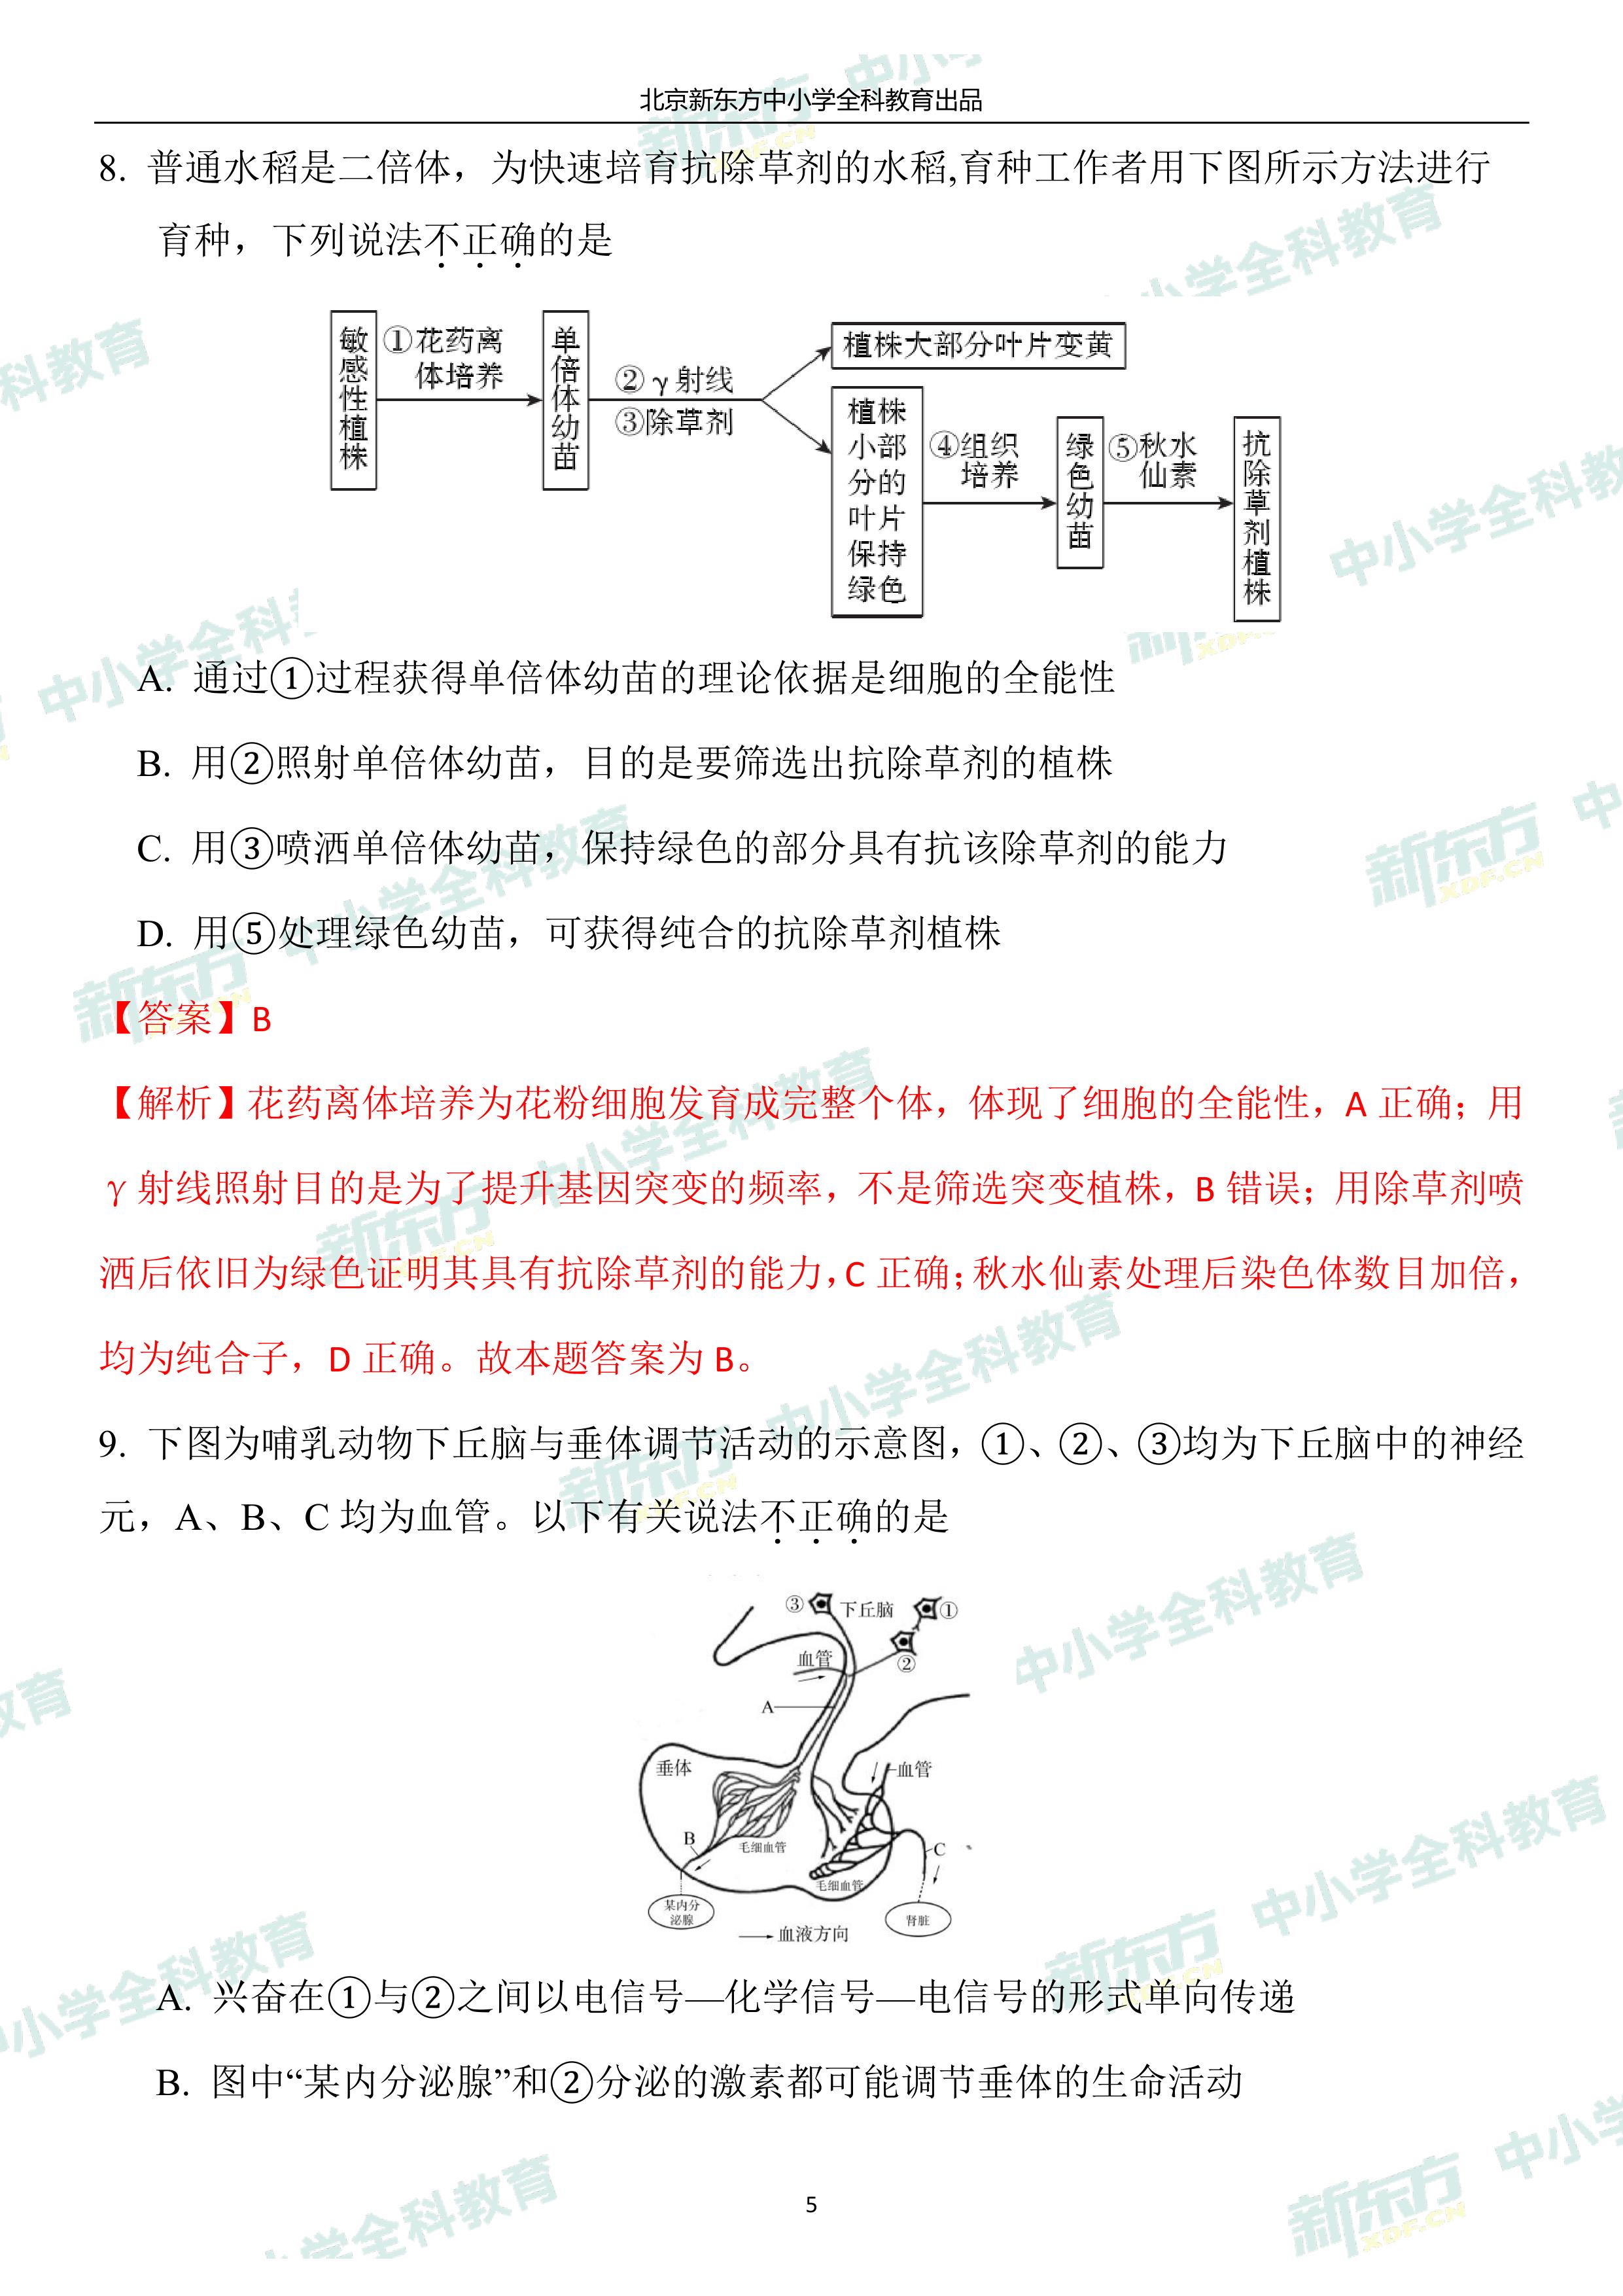 北京新东方中小学全科教育出品
8. 普通水稻是二倍体，为快速培育抗除草剂的水稻,育种工作者用下图所示方法进行
育种，下列说法不正确的是
敏感性植株
①花药离体培养
单倍体幼苗
②γ射线
③除草剂
植株大部分叶片变黄
植株小部分的叶片保持绿色
④组织培养
绿色幼苗
⑤秋水仙素
抗除草剂植株
A. 通过①过程获得单倍体幼苗的理论依据是细胞的全能性
B. 用②照射单倍体幼苗，目的是要筛选出抗除草剂的植株
C. 用③喷洒单倍体幼苗，保持绿色的部分具有抗该除草剂的能力
D. 用⑤处理绿色幼苗，可获得纯合的抗除草剂植株
【答案】B
【解析】花药离体培养为花粉细胞发育成完整个体，体现了细胞的全能性，A 正确；用
γ射线照射目的是为了提升基因突变的频率，不是筛选突变植株，B 错误；用除草剂喷
洒后依旧为绿色证明其具有抗除草剂的能力，C 正确；秋水仙素处理后染色体数目加倍，
均为纯合子，D 正确。故本题答案为 B。
9. 下图为哺乳动物下丘脑与垂体调节活动的示意图，①、②、③均为下丘脑中的神经
元，A、B、C 均为血管。以下有关说法不正确的是
③
下丘脑
①
血管
②
A
垂体
血管
B
毛细血管
C
毛细血管
某内分泌腺
肾脏
血液方向
A. 兴奋在①与②之间以电信号—化学信号—电信号的形式单向传递
B. 图中“某内分泌腺”和②分泌的激素都可能调节垂体的生命活动
5
新东方 XDF.CN 中小学全科教育